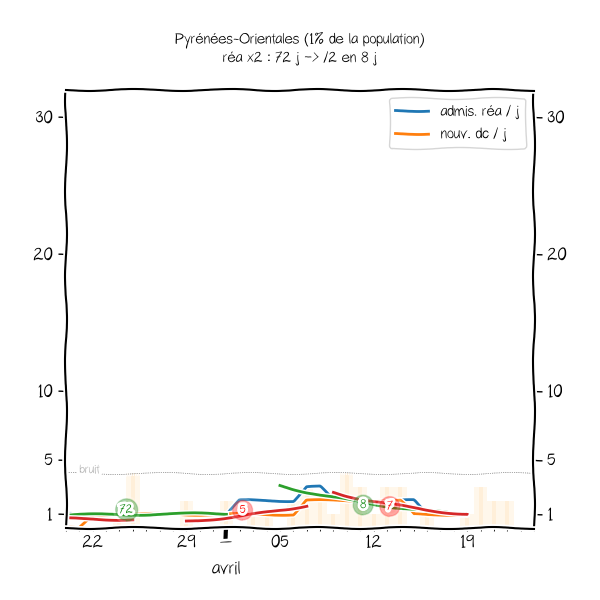 Pyrénées-Orientales (1% de la population)
réa x2 : 72 j -> /2 en 8 j
admis. réa / j
nouv. dc / j
30 30
20 20
10 10
5 5
bruit
72 5 8 7
1 1
22 29 1 05 12 19
avril